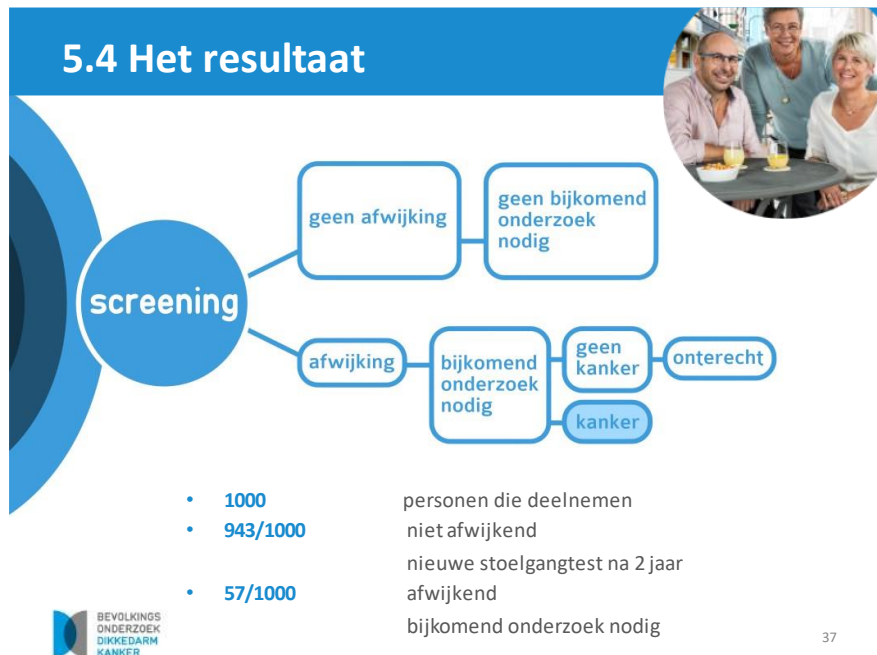 5.4 Het resultaat
screening
geen afwijking
geen bijkomend
onderzoek
nodig
afwijking
bijkomend
onderzoek
nodig
geen
kanker
onterecht
kanker
• 1000 personen die deelnemen
• 943/1000 niet afwijkend
nieuwe stoelgangtest na 2 jaar
• 57/1000 afwijkend
bijkomend onderzoek nodig
BEVOLKINGS
ONDERZOEK
DIKKEDARM
KANKER
37